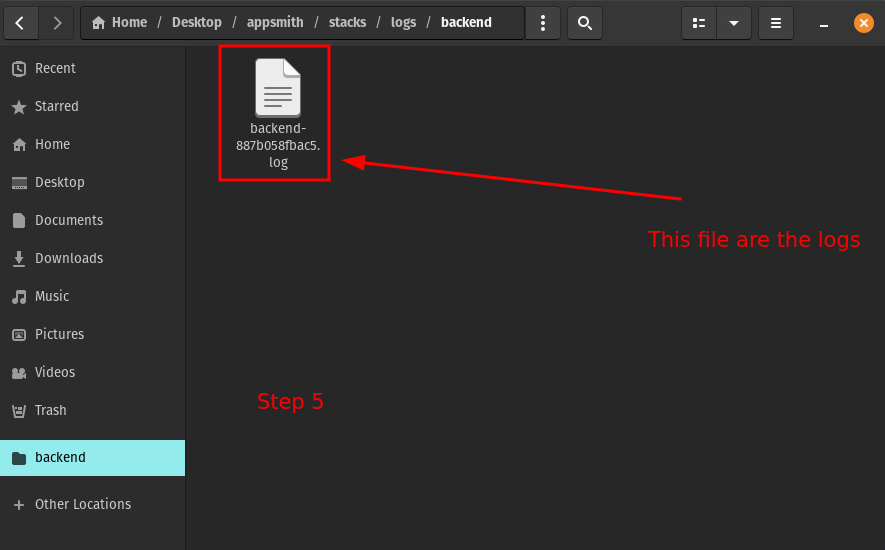 Home / Desktop / appsmith / stacks / logs / backend
Recent
Starred
Home
Desktop
Documents
Downloads
Music
Pictures
Videos
Trash
backend
Other Locations
backend-
887b058fbac5.
log
This file are the logs
Step 5